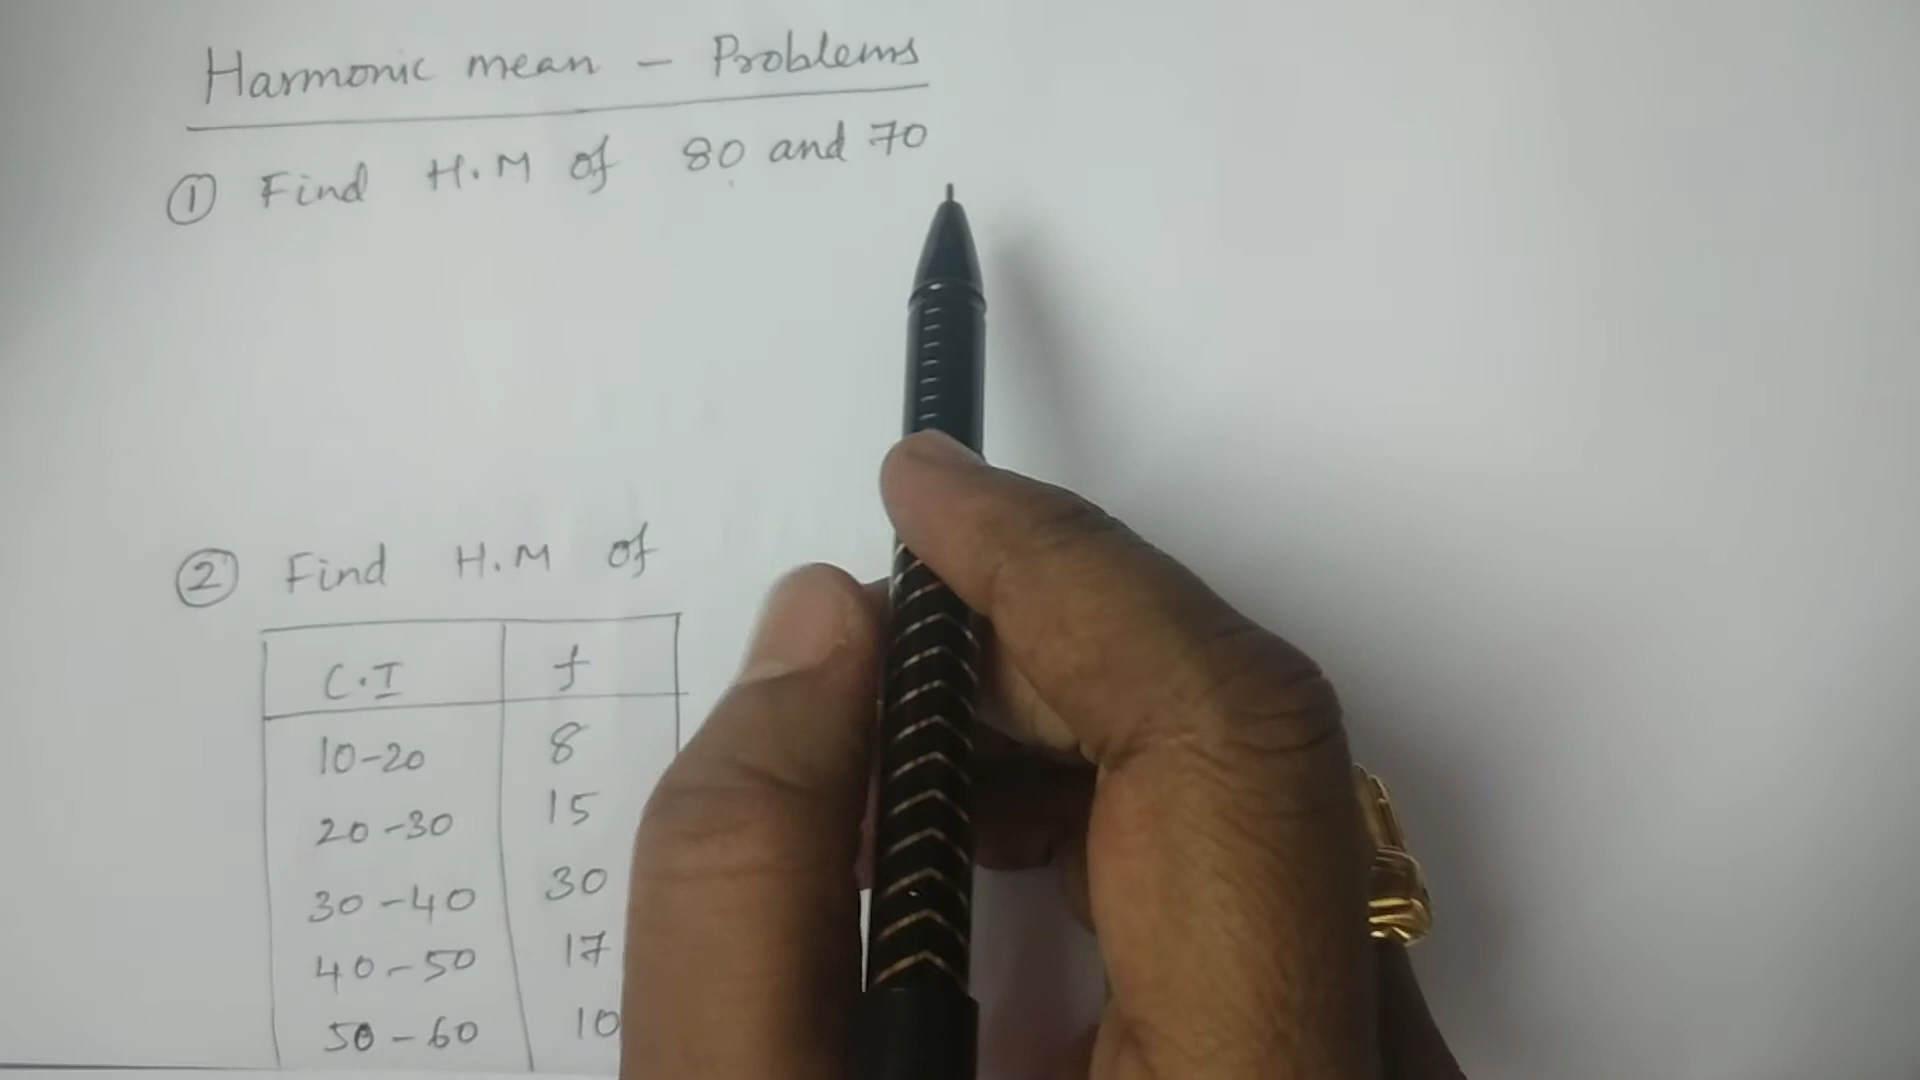 Harmonic mean - Problems
① Find H.M of 80 and 70
② Find H.M of
C.I f
10-20 8
20-30 15
30-40 30
40-50 17
50-60 10